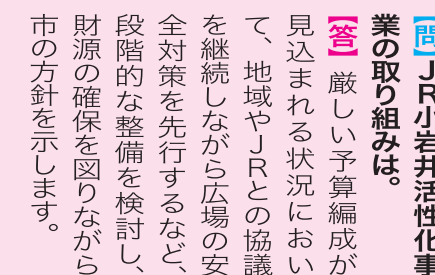 【問】ＪＲ小岩井活性化事
業の取り組みは。
【答】厳しい予算編成が
見込まれる状況におい
て、地域やＪＲとの協議
を継続しながら広場の安
全対策を先行するなど、
段階的な整備を検討し、
財源の確保を図りながら
市の方針を示します。